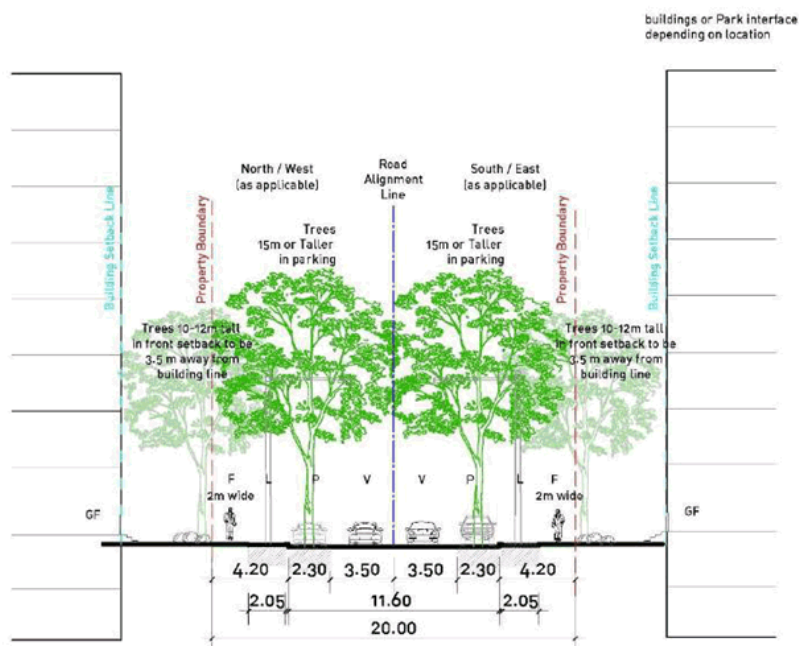 buildings or Park interface
depending on location
North / West
(as applicable)
Road
Alignment
Line
South / East
(as applicable)
Building Setback Line
Property Boundary
Property Boundary
Building Setback Line
Trees
15m or Taller
in parking
Trees
15m or Taller
in parking
Trees 10-12m tall
in front setback to be
3.5 m away from
building line
Trees 10-12m tall
in front setback to be
3.5 m away from
building line
F L P V V P L F
2m wide
2m wide
GF
GF
4.20 2.30 3.50 3.50 2.30 4.20
2.05 11.60 2.05
20.00